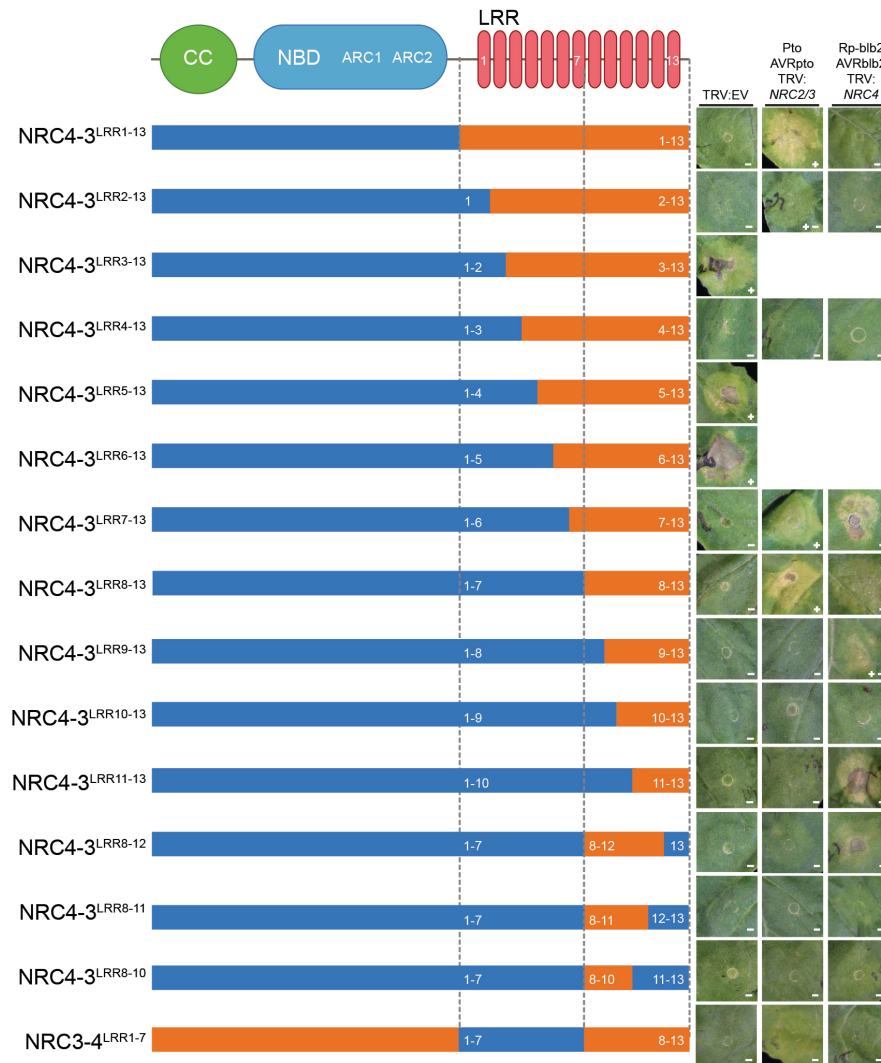 LRR
CC NBD ARC1 ARC2 1 7 13
TRV:EV
Pto
AVRpto
TRV:
NRC2/3
Rp-blb2
AVRblb2
TRV:
NRC4
NRC4-3LRR1-13 1-13 - + -
NRC4-3LRR2-13 1 2-13 - + - -
NRC4-3LRR3-13 1-2 3-13 +
NRC4-3LRR4-13 1-3 4-13 - - -
NRC4-3LRR5-13 1-4 5-13 +
NRC4-3LRR6-13 1-5 6-13 +
NRC4-3LRR7-13 1-6 7-13 - +
NRC4-3LRR8-13 1-7 8-13 - + -
NRC4-3LRR9-13 1-8 9-13 - - + -
NRC4-3LRR10-13 1-9 10-13 - - -
NRC4-3LRR11-13 1-10 11-13 - -
NRC4-3LRR8-12 1-7 8-12 13 - -
NRC4-3LRR8-11 1-7 8-11 12-13 - - -
NRC4-3LRR8-10 1-7 8-10 11-13 - - -
NRC3-4LRR1-7 1-7 8-13 - - -